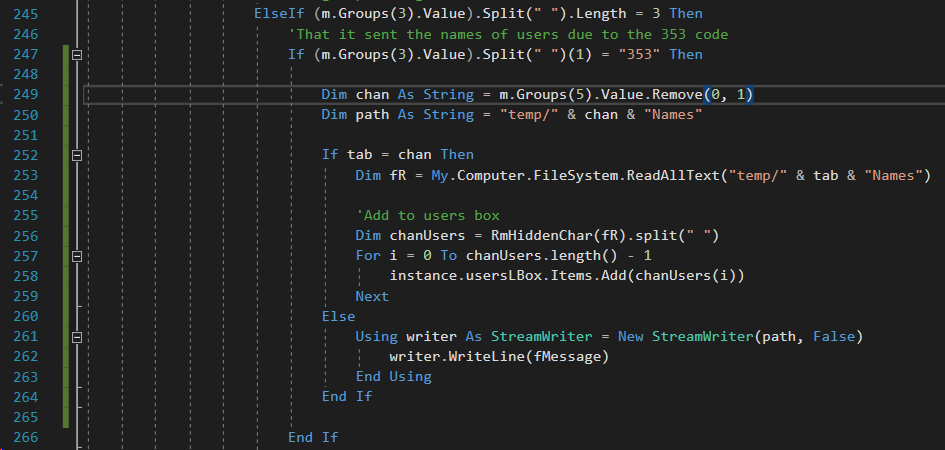 245 ElseIf (m.Groups(3).Value).Split(" ").Length = 3 Then
246 'That it sent the names of users due to the 353 code
247 If (m.Groups(3).Value).Split(" ")(1) = "353" Then
248
249 Dim chan As String = m.Groups(5).Value.Remove(0, 1)
250 Dim path As String = "temp/" & chan & "Names"
251
252 If tab = chan Then
253 Dim fR = My.Computer.FileSystem.ReadAllText("temp/" & tab & "Names")
254
255 'Add to users box
256 Dim chanUsers = RmHiddenChar(fR).split(" ")
257 For i = 0 To chanUsers.length() - 1
258 instance.usersLBox.Items.Add(chanUsers(i))
259 Next
260 Else
261 Using writer As StreamWriter = New StreamWriter(path, False)
262 writer.WriteLine(fMessage)
263 End Using
264 End If
265
266 End If